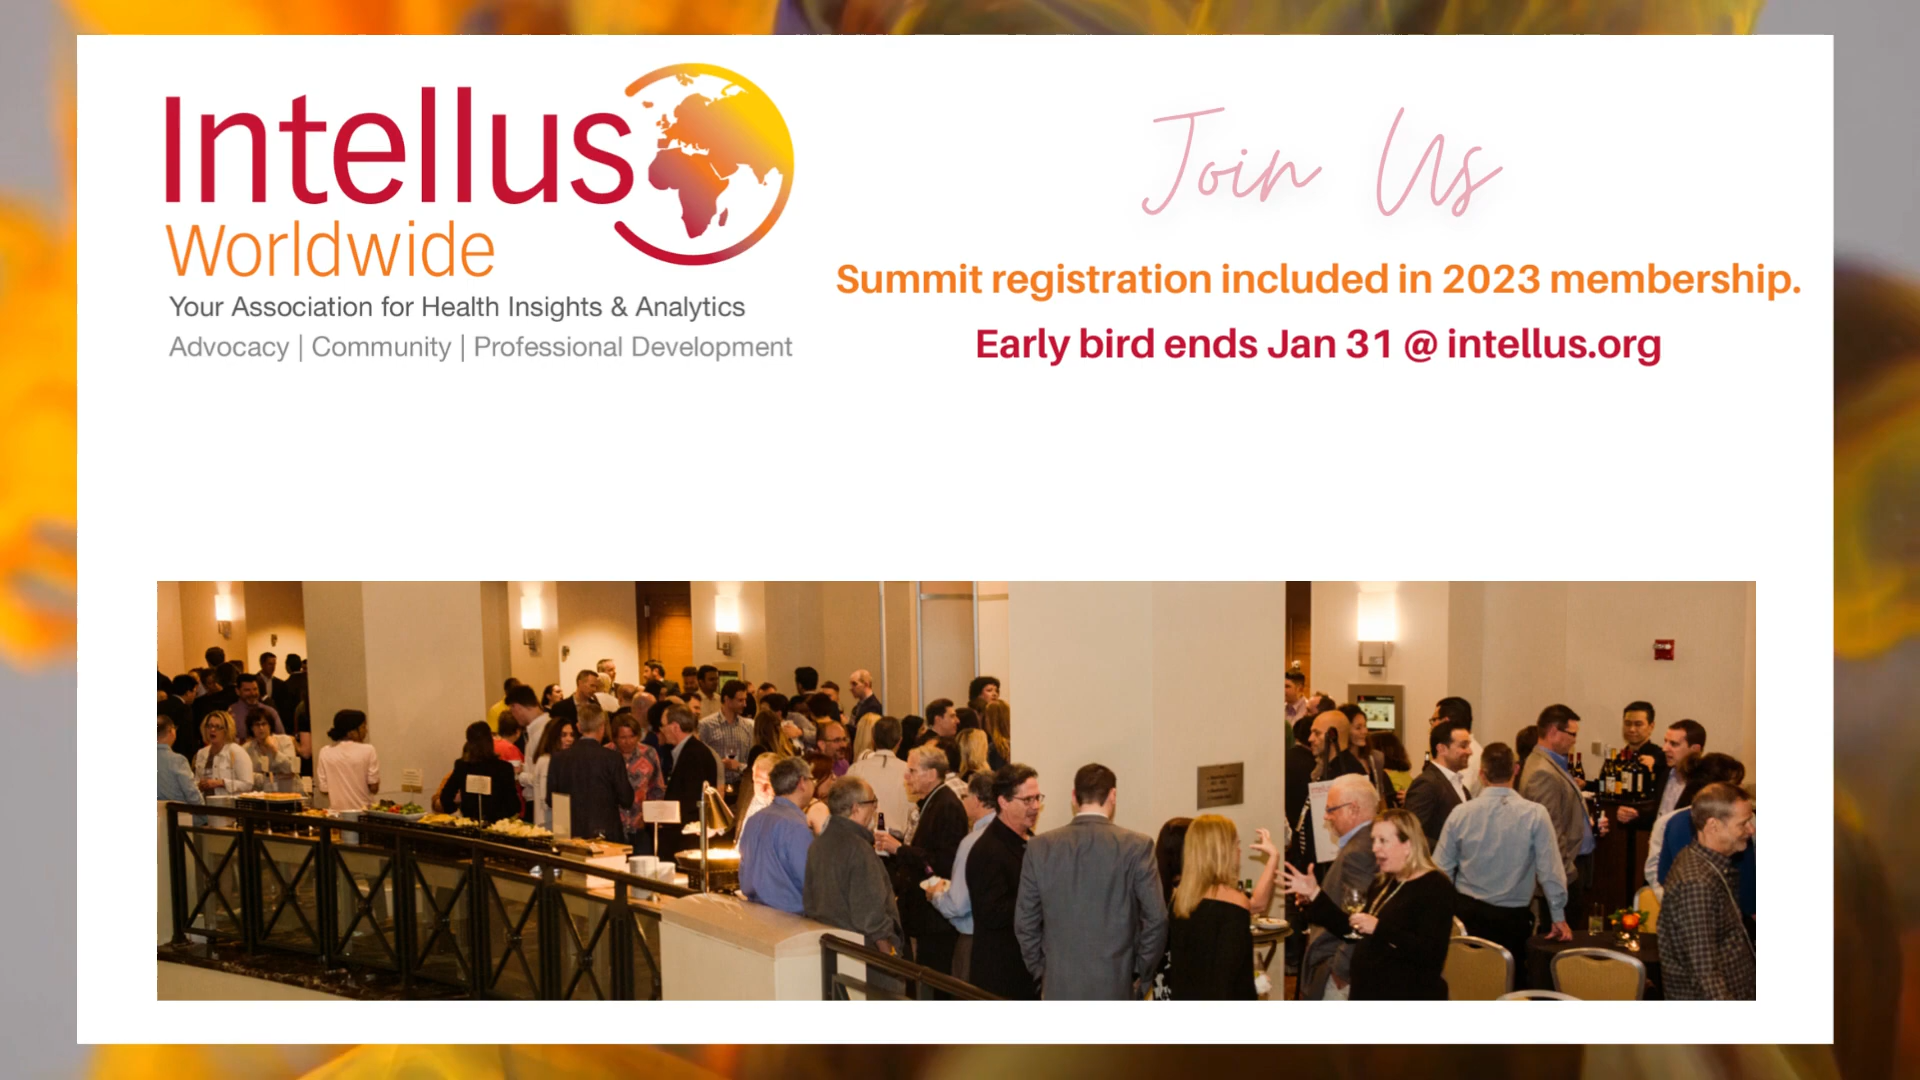 Intellus
Worldwide
Your Association for Health Insights & Analytics
Advocacy | Community | Professional Development
Join Us
Summit registration included in 2023 membership.
Early bird ends Jan 31 @ intellus.org